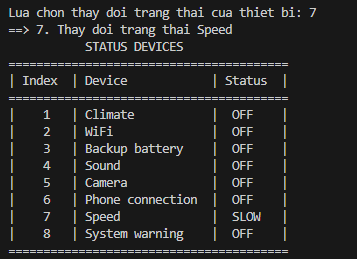 Lua chon thay doi trang thai cua thiet bi: 7
==> 7. Thay doi trang thai Speed
STATUS DEVICES
========================================
| Index | Device | Status |
========================================
| 1 | Climate | OFF |
| 2 | WiFi | OFF |
| 3 | Backup battery | OFF |
| 4 | Sound | OFF |
| 5 | Camera | OFF |
| 6 | Phone connection | OFF |
| 7 | Speed | SLOW |
| 8 | System warning | OFF |
========================================